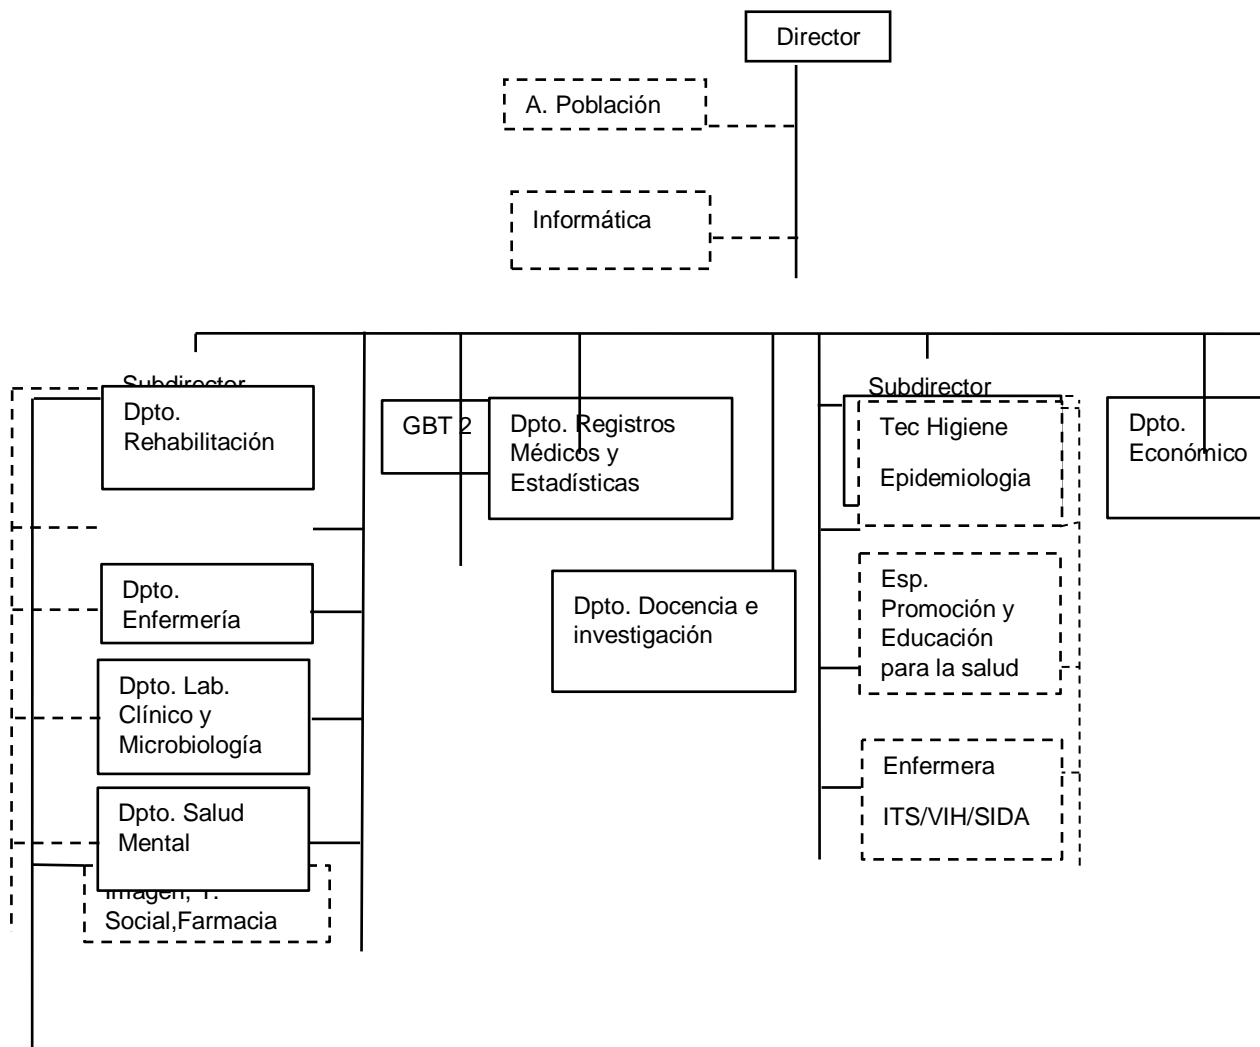 Director
A. Población
Informática
Subdirector
Dpto.
Rehabilitación
GBT 2
Dpto. Registros
Médicos y
Estadísticas
Subdirector
Tec Higiene
Epidemiologia
Dpto.
Económico
Dpto.
Enfermería
Dpto. Docencia e
investigación
Esp.
Promoción y
Educación
para la salud
Dpto. Lab.
Clínico y
Microbiología
Enfermera
ITS/VIH/SIDA
Dpto. Salud
Mental
Imagen, T.
Social,Farmacia